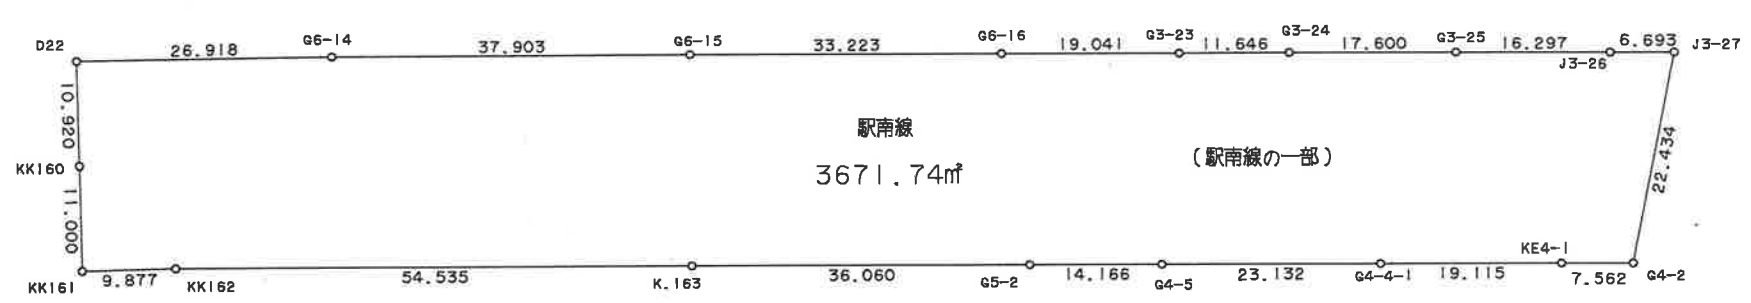 D22 26.918 G6-14 37.903 G6-15 33.223 G6-16 19.041 G3-23 11.646 G3-24 17.600 G3-25 16.297 J3-26 6.693 J3-27
10.920
KK160
11.000
駅南線
3671.74㎡
(駅南線の一部)
22.434
KK161 9.877 KK162 54.535 K.163 36.060 G5-2 14.166 G4-5 23.132 G4-4-1 19.115 KE4-1 7.562 G4-2